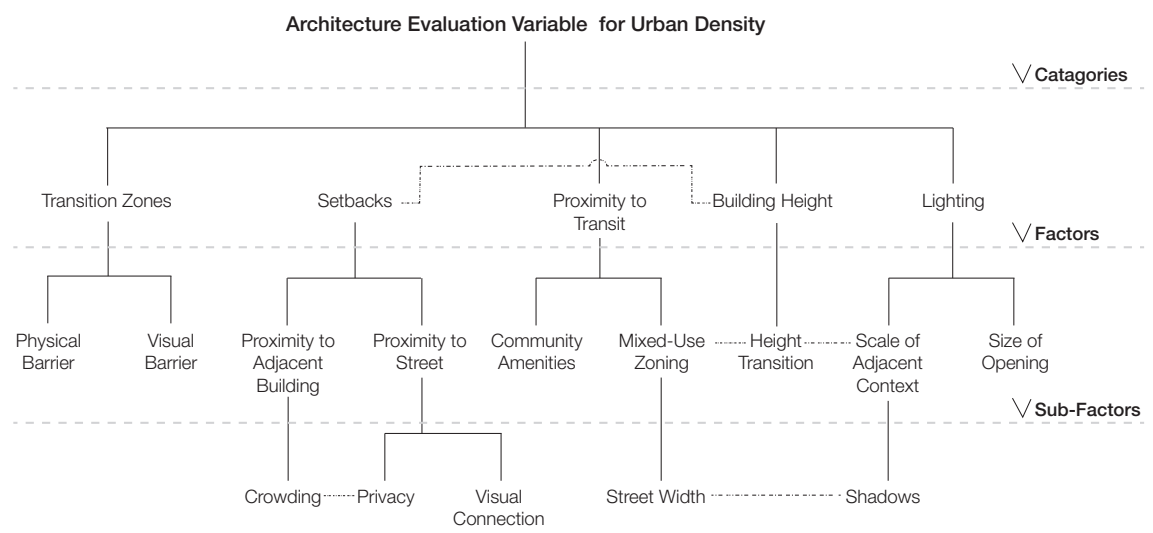 Architecture Evaluation Variable for Urban Density
Catagories
Transition Zones
Setbacks
Proximity to
Transit
Building Height
Lighting
Factors
Physical
Barrier
Visual
Barrier
Proximity to
Adjacent
Building
Proximity to
Street
Community
Amenities
Mixed-Use
Zoning
Height
Transition
Scale of
Adjacent
Context
Size of
Opening
Sub-Factors
Crowding
Privacy
Visual
Connection
Street Width
Shadows